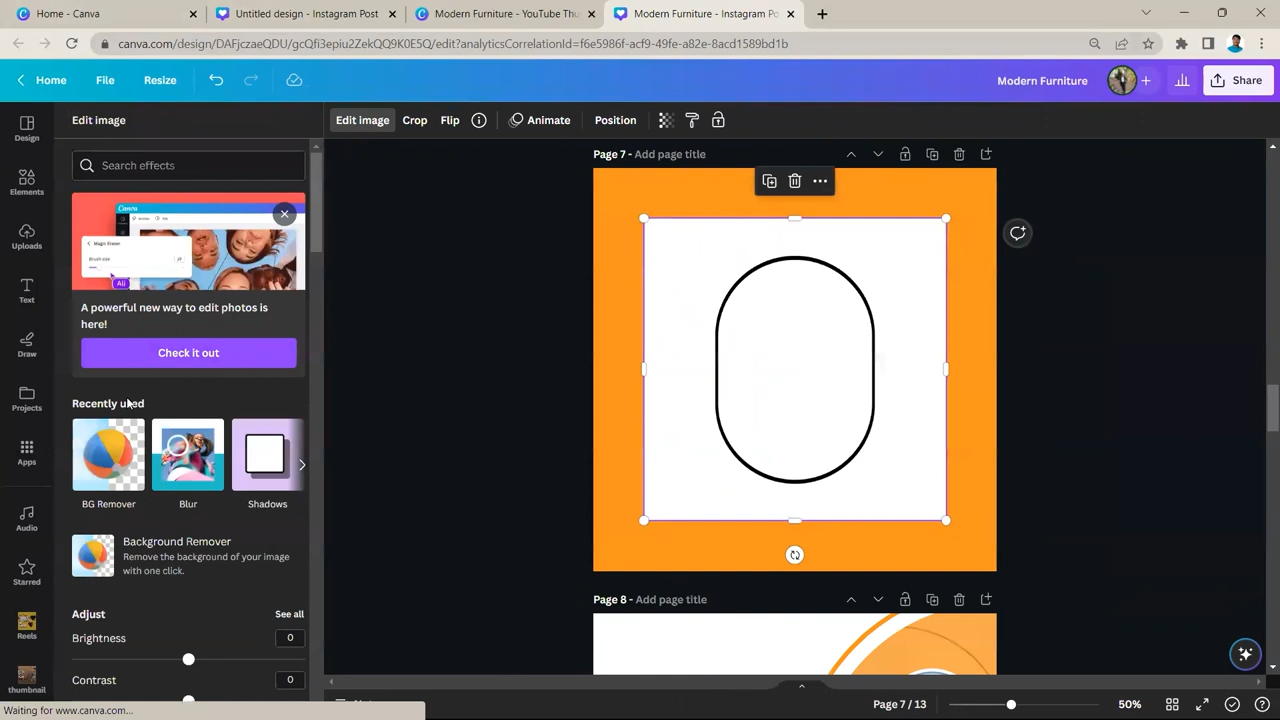 Home - Canva
Untitled design - Instagram Post
Modern Furniture - YouTube Thu
Modern Furniture - Instagram Po
canva.com/design/DAFjczaeQDU/gcQfi3epiu2ZekQQ9K0E5Q/edit?analyticsCorrelationId=f6e5986f-acf9-49fe-a82e-8acd1589bd1b
Home
File
Resize
Modern Furniture
Share
Design
Elements
Uploads
Text
Draw
Projects
Apps
Audio
Starred
Reels
thumbnail
Edit image
Search effects
Canva
Magic Eraser
Brush size
Ali
A powerful new way to edit photos is
here!
Check it out
Recently used
BG Remover
Blur
Shadows
Background Remover
Remove the background of your image
with one click.
Adjust
See all
Brightness
0
Contrast
0
Edit image
Crop
Flip
Animate
Position
Page 7 - Add page title
Page 8 - Add page title
Waiting for www.canva.com...
Page 7 / 13
50%